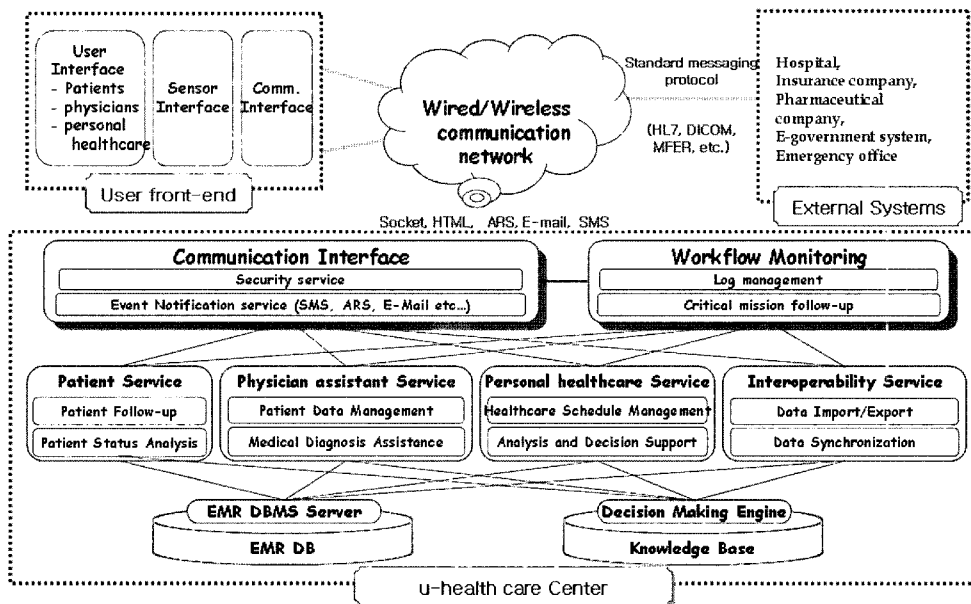 User
Interface
- Patients
- physicians
- personal
healthcare
Sensor
Interface
Comm.
Interface
User front-end
Wired/Wireless
communication
network
Standard messaging
protocol
(HL7, DICOM,
MFER, etc.)
Hospital,
Insurance company,
Pharmaceutical
company,
E-government system,
Emergency office
External Systems
Socket, HTML, ARS, E-mail, SMS
Communication Interface
Security service
Event Notification service (SMS, ARS, E-Mail etc...)
Workflow Monitoring
Log management
Critical mission follow-up
Patient Service
Patient Follow-up
Patient Status Analysis
Physician assistant Service
Patient Data Management
Medical Diagnosis Assistance
Personal healthcare Service
Healthcare Schedule Management
Analysis and Decision Support
Interoperability Service
Data Import/Export
Data Synchronization
EMR DBMS Server
EMR DB
Decision Making Engine
Knowledge Base
u-health care Center